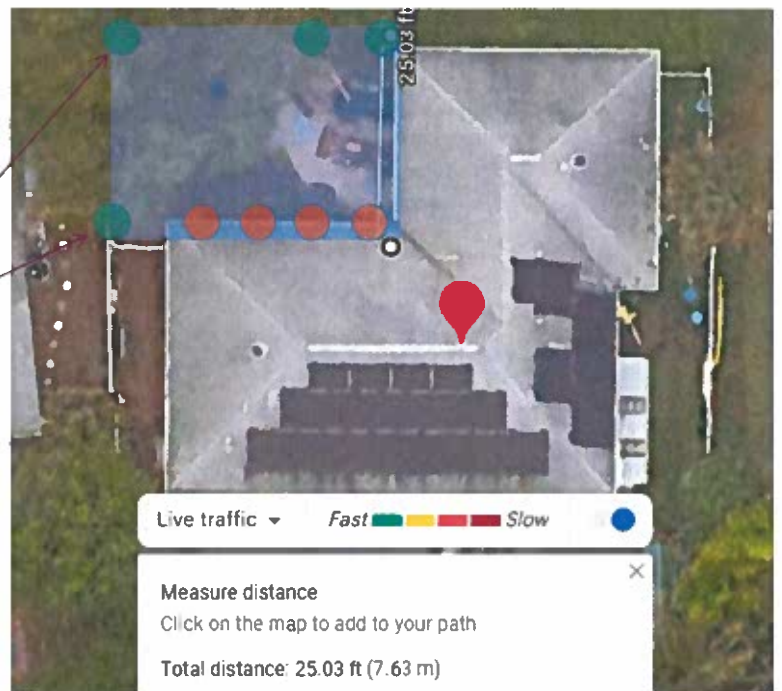 25.03 ft
Live traffic
Fast Slow
Measure distance
Click on the map to add to your path
Total distance: 25.03 ft (7.63 m)